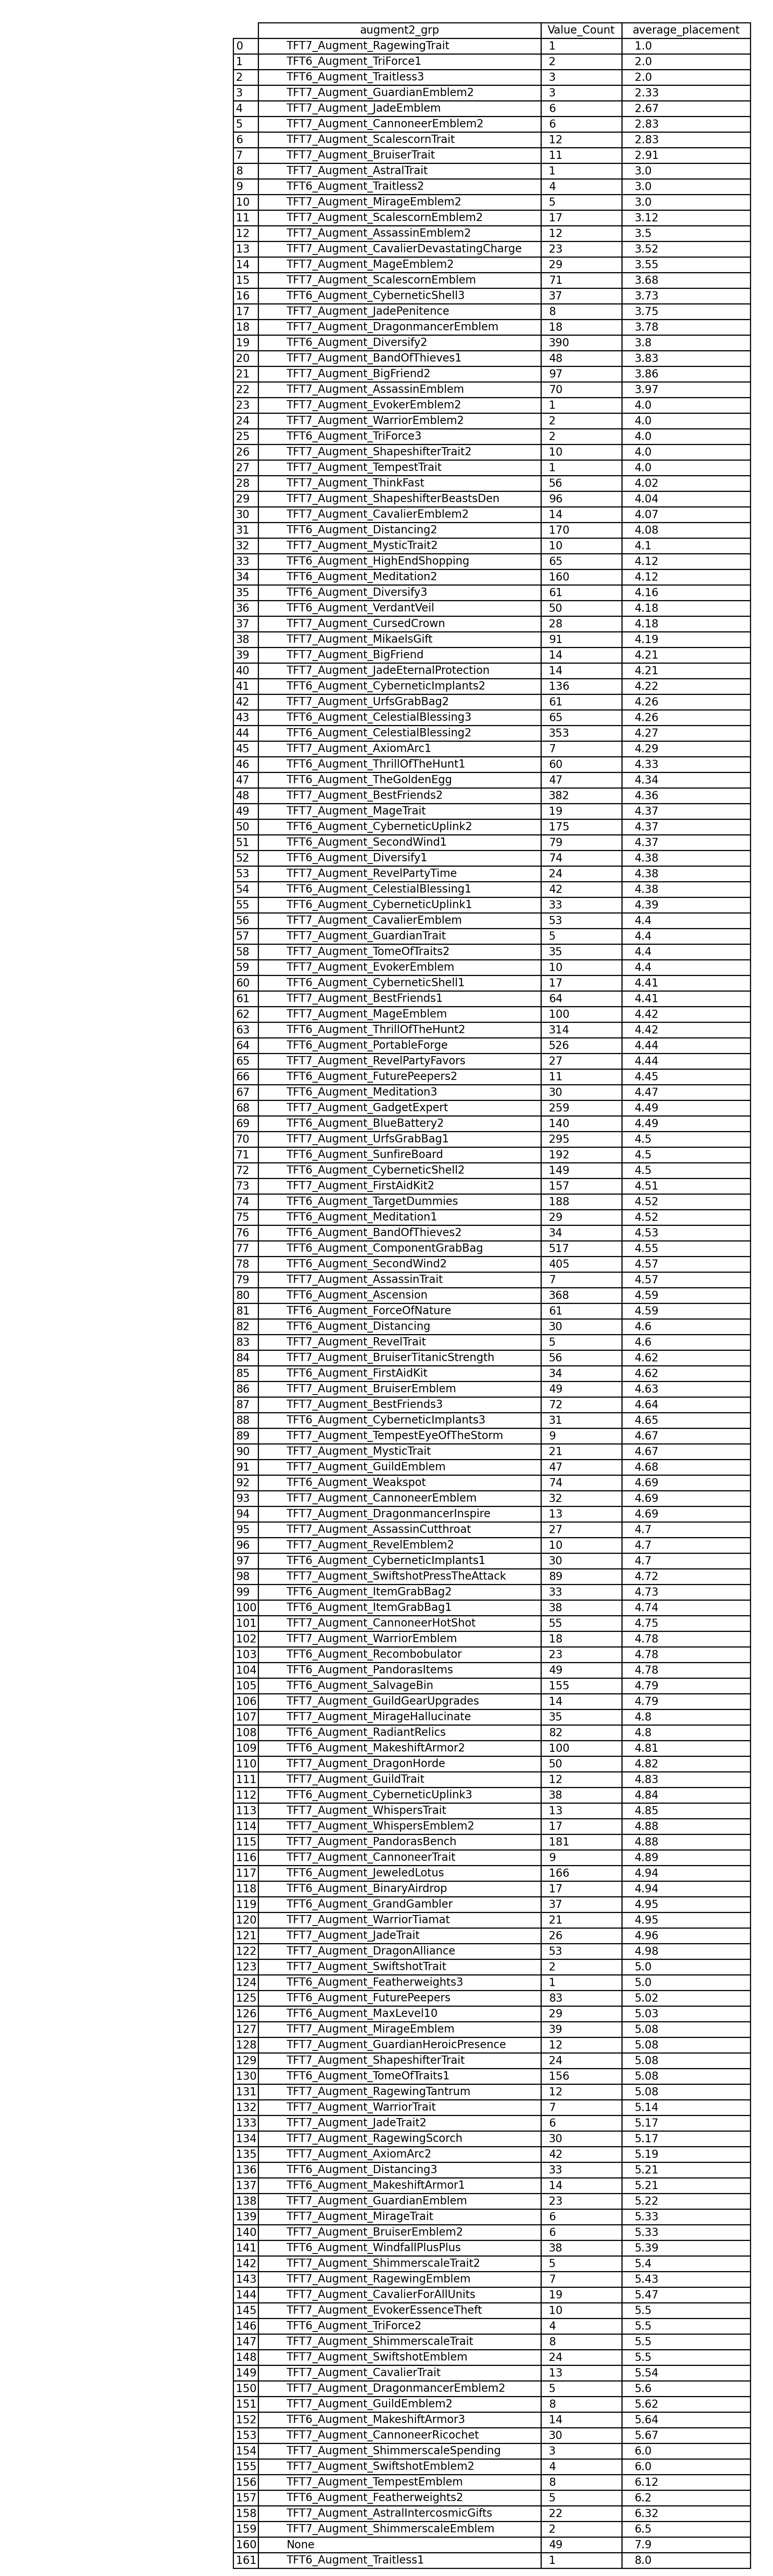 augment2_grp Value_Count average_placement
0 TFT7_Augment_RagewingTrait 1 1.0
1 TFT6_Augment_TriForce1 2 2.0
2 TFT6_Augment_Traitless3 3 2.0
3 TFT7_Augment_GuardianEmblem2 3 2.33
4 TFT7_Augment_JadeEmblem 6 2.67
5 TFT7_Augment_CannoneerEmblem2 6 2.83
6 TFT7_Augment_ScalescornTrait 12 2.83
7 TFT7_Augment_BruiserTrait 11 2.91
8 TFT7_Augment_AstralTrait 1 3.0
9 TFT6_Augment_Traitless2 4 3.0
10 TFT7_Augment_MirageEmblem2 5 3.0
11 TFT7_Augment_ScalescornEmblem2 17 3.12
12 TFT7_Augment_AssassinEmblem2 12 3.5
13 TFT7_Augment_CavalierDevastatingCharge 23 3.52
14 TFT7_Augment_MageEmblem2 29 3.55
15 TFT7_Augment_ScalescornEmblem 71 3.68
16 TFT6_Augment_CyberneticShell3 37 3.73
17 TFT7_Augment_JadePenitence 8 3.75
18 TFT7_Augment_DragonmancerEmblem 18 3.78
19 TFT6_Augment_Diversify2 390 3.8
20 TFT7_Augment_BandOfThieves1 48 3.83
21 TFT7_Augment_BigFriend2 97 3.86
22 TFT7_Augment_AssassinEmblem 70 3.97
23 TFT7_Augment_EvokerEmblem2 1 4.0
24 TFT7_Augment_WarriorEmblem2 2 4.0
25 TFT6_Augment_TriForce3 2 4.0
26 TFT7_Augment_ShapeshifterTrait2 10 4.0
27 TFT7_Augment_TempestTrait 1 4.0
28 TFT7_Augment_ThinkFast 56 4.02
29 TFT7_Augment_ShapeshifterBeastsDen 96 4.04
30 TFT7_Augment_CavalierEmblem2 14 4.07
31 TFT6_Augment_Distancing2 170 4.08
32 TFT7_Augment_MysticTrait2 10 4.1
33 TFT6_Augment_HighEndShopping 65 4.12
34 TFT6_Augment_Meditation2 160 4.12
35 TFT6_Augment_Diversify3 61 4.16
36 TFT6_Augment_VerdantVeil 50 4.18
37 TFT7_Augment_CursedCrown 28 4.18
38 TFT7_Augment_MikaelsGift 91 4.19
39 TFT7_Augment_BigFriend 14 4.21
40 TFT7_Augment_JadeEternalProtection 14 4.21
41 TFT6_Augment_CyberneticImplants2 136 4.22
42 TFT7_Augment_UrfsGrabBag2 61 4.26
43 TFT6_Augment_CelestialBlessing3 65 4.26
44 TFT6_Augment_CelestialBlessing2 353 4.27
45 TFT7_Augment_AxiomArc1 7 4.29
46 TFT6_Augment_ThrillOfTheHunt1 60 4.33
47 TFT6_Augment_TheGoldenEgg 47 4.34
48 TFT7_Augment_BestFriends2 382 4.36
49 TFT7_Augment_MageTrait 19 4.37
50 TFT6_Augment_CyberneticUplink2 175 4.37
51 TFT6_Augment_SecondWind1 79 4.37
52 TFT6_Augment_Diversify1 74 4.38
53 TFT7_Augment_RevelPartyTime 24 4.38
54 TFT6_Augment_CelestialBlessing1 42 4.38
55 TFT6_Augment_CyberneticUplink1 33 4.39
56 TFT7_Augment_CavalierEmblem 53 4.4
57 TFT7_Augment_GuardianTrait 5 4.4
58 TFT7_Augment_TomeOfTraits2 35 4.4
59 TFT7_Augment_EvokerEmblem 10 4.4
60 TFT6_Augment_CyberneticShell1 17 4.41
61 TFT7_Augment_BestFriends1 64 4.41
62 TFT7_Augment_MageEmblem 100 4.42
63 TFT6_Augment_ThrillOfTheHunt2 314 4.42
64 TFT6_Augment_PortableForge 526 4.44
65 TFT7_Augment_RevelPartyFavors 27 4.44
66 TFT6_Augment_FuturePeepers2 11 4.45
67 TFT6_Augment_Meditation3 30 4.47
68 TFT7_Augment_GadgetExpert 259 4.49
69 TFT6_Augment_BlueBattery2 140 4.49
70 TFT7_Augment_UrfsGrabBag1 295 4.5
71 TFT6_Augment_SunfireBoard 192 4.5
72 TFT6_Augment_CyberneticShell2 149 4.5
73 TFT7_Augment_FirstAidKit2 157 4.51
74 TFT6_Augment_TargetDummies 188 4.52
75 TFT6_Augment_Meditation1 29 4.52
76 TFT7_Augment_BandOfThieves2 34 4.53
77 TFT6_Augment_ComponentGrabBag 517 4.55
78 TFT6_Augment_SecondWind2 405 4.57
79 TFT7_Augment_AssassinTrait 7 4.57
80 TFT6_Augment_Ascension 368 4.59
81 TFT6_Augment_ForceOfNature 61 4.59
82 TFT6_Augment_Distancing 30 4.6
83 TFT7_Augment_RevelTrait 5 4.6
84 TFT7_Augment_BruiserTitanicStrength 56 4.62
85 TFT6_Augment_FirstAidKit 34 4.62
86 TFT7_Augment_BruiserEmblem 49 4.63
87 TFT7_Augment_BestFriends3 72 4.64
88 TFT6_Augment_CyberneticImplants3 31 4.65
89 TFT7_Augment_TempestEyeOfTheStorm 9 4.67
90 TFT7_Augment_MysticTrait 21 4.67
91 TFT7_Augment_GuildEmblem 47 4.68
92 TFT6_Augment_Weakspot 74 4.69
93 TFT7_Augment_CannoneerEmblem 32 4.69
94 TFT7_Augment_DragonmancerInspire 13 4.69
95 TFT7_Augment_AssassinCutthroat 27 4.7
96 TFT7_Augment_RevelEmblem2 10 4.7
97 TFT6_Augment_CyberneticImplants1 30 4.7
98 TFT7_Augment_SwiftshotPressTheAttack 89 4.72
99 TFT6_Augment_ItemGrabBag2 33 4.73
100 TFT6_Augment_ItemGrabBag1 38 4.74
101 TFT7_Augment_CannoneerHotShot 55 4.75
102 TFT7_Augment_WarriorEmblem 18 4.78
103 TFT6_Augment_Recombobulator 23 4.78
104 TFT6_Augment_PandorasItems 49 4.78
105 TFT6_Augment_SalvageBin 155 4.79
106 TFT7_Augment_GuildGearUpgrades 14 4.79
107 TFT7_Augment_MirageHallucinate 35 4.8
108 TFT6_Augment_RadiantRelics 82 4.8
109 TFT6_Augment_MakeshiftArmor2 100 4.81
110 TFT7_Augment_DragonHorde 50 4.82
111 TFT7_Augment_GuildTrait 12 4.83
112 TFT6_Augment_CyberneticUplink3 38 4.84
113 TFT7_Augment_WhispersTrait 13 4.85
114 TFT7_Augment_WhispersEmblem2 17 4.88
115 TFT7_Augment_PandorasBench 181 4.88
116 TFT7_Augment_CannoneerTrait 9 4.89
117 TFT6_Augment_JeweledLotus 166 4.94
118 TFT6_Augment_BinaryAirdrop 17 4.94
119 TFT6_Augment_GrandGambler 37 4.95
120 TFT7_Augment_WarriorTiamat 21 4.95
121 TFT7_Augment_JadeTrait 26 4.96
122 TFT7_Augment_DragonAlliance 53 4.98
123 TFT7_Augment_SwiftshotTrait 2 5.0
124 TFT6_Augment_Featherweights3 1 5.0
125 TFT6_Augment_FuturePeepers 83 5.02
126 TFT6_Augment_MaxLevel10 29 5.03
127 TFT7_Augment_MirageEmblem 39 5.08
128 TFT7_Augment_GuardianHeroicPresence 12 5.08
129 TFT7_Augment_ShapeshifterTrait 24 5.08
130 TFT6_Augment_TomeOfTraits1 156 5.08
131 TFT7_Augment_RagewingTantrum 12 5.08
132 TFT7_Augment_WarriorTrait 7 5.14
133 TFT7_Augment_JadeTrait2 6 5.17
134 TFT7_Augment_RagewingScorch 30 5.17
135 TFT7_Augment_AxiomArc2 42 5.19
136 TFT6_Augment_Distancing3 33 5.21
137 TFT6_Augment_MakeshiftArmor1 14 5.21
138 TFT7_Augment_GuardianEmblem 23 5.22
139 TFT7_Augment_MirageTrait 6 5.33
140 TFT7_Augment_BruiserEmblem2 6 5.33
141 TFT6_Augment_WindfallPlusPlus 38 5.39
142 TFT7_Augment_ShimmerscaleTrait2 5 5.4
143 TFT7_Augment_RagewingEmblem 7 5.43
144 TFT7_Augment_CavalierForAllUnits 19 5.47
145 TFT7_Augment_EvokerEssenceTheft 10 5.5
146 TFT6_Augment_TriForce2 4 5.5
147 TFT7_Augment_ShimmerscaleTrait 8 5.5
148 TFT7_Augment_SwiftshotEmblem 24 5.5
149 TFT7_Augment_CavalierTrait 13 5.54
150 TFT7_Augment_DragonmancerEmblem2 5 5.6
151 TFT7_Augment_GuildEmblem2 8 5.62
152 TFT6_Augment_MakeshiftArmor3 14 5.64
153 TFT7_Augment_CannoneerRicochet 30 5.67
154 TFT7_Augment_ShimmerscaleSpending 3 6.0
155 TFT7_Augment_SwiftshotEmblem2 4 6.0
156 TFT7_Augment_TempestEmblem 8 6.12
157 TFT6_Augment_Featherweights2 5 6.2
158 TFT7_Augment_AstralIntercosmicGifts 22 6.32
159 TFT7_Augment_ShimmerscaleEmblem 2 6.5
160 None 49 7.9
161 TFT6_Augment_Traitless1 1 8.0